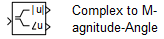 |u|
∠u
Complex to M-
agnitude-Angle